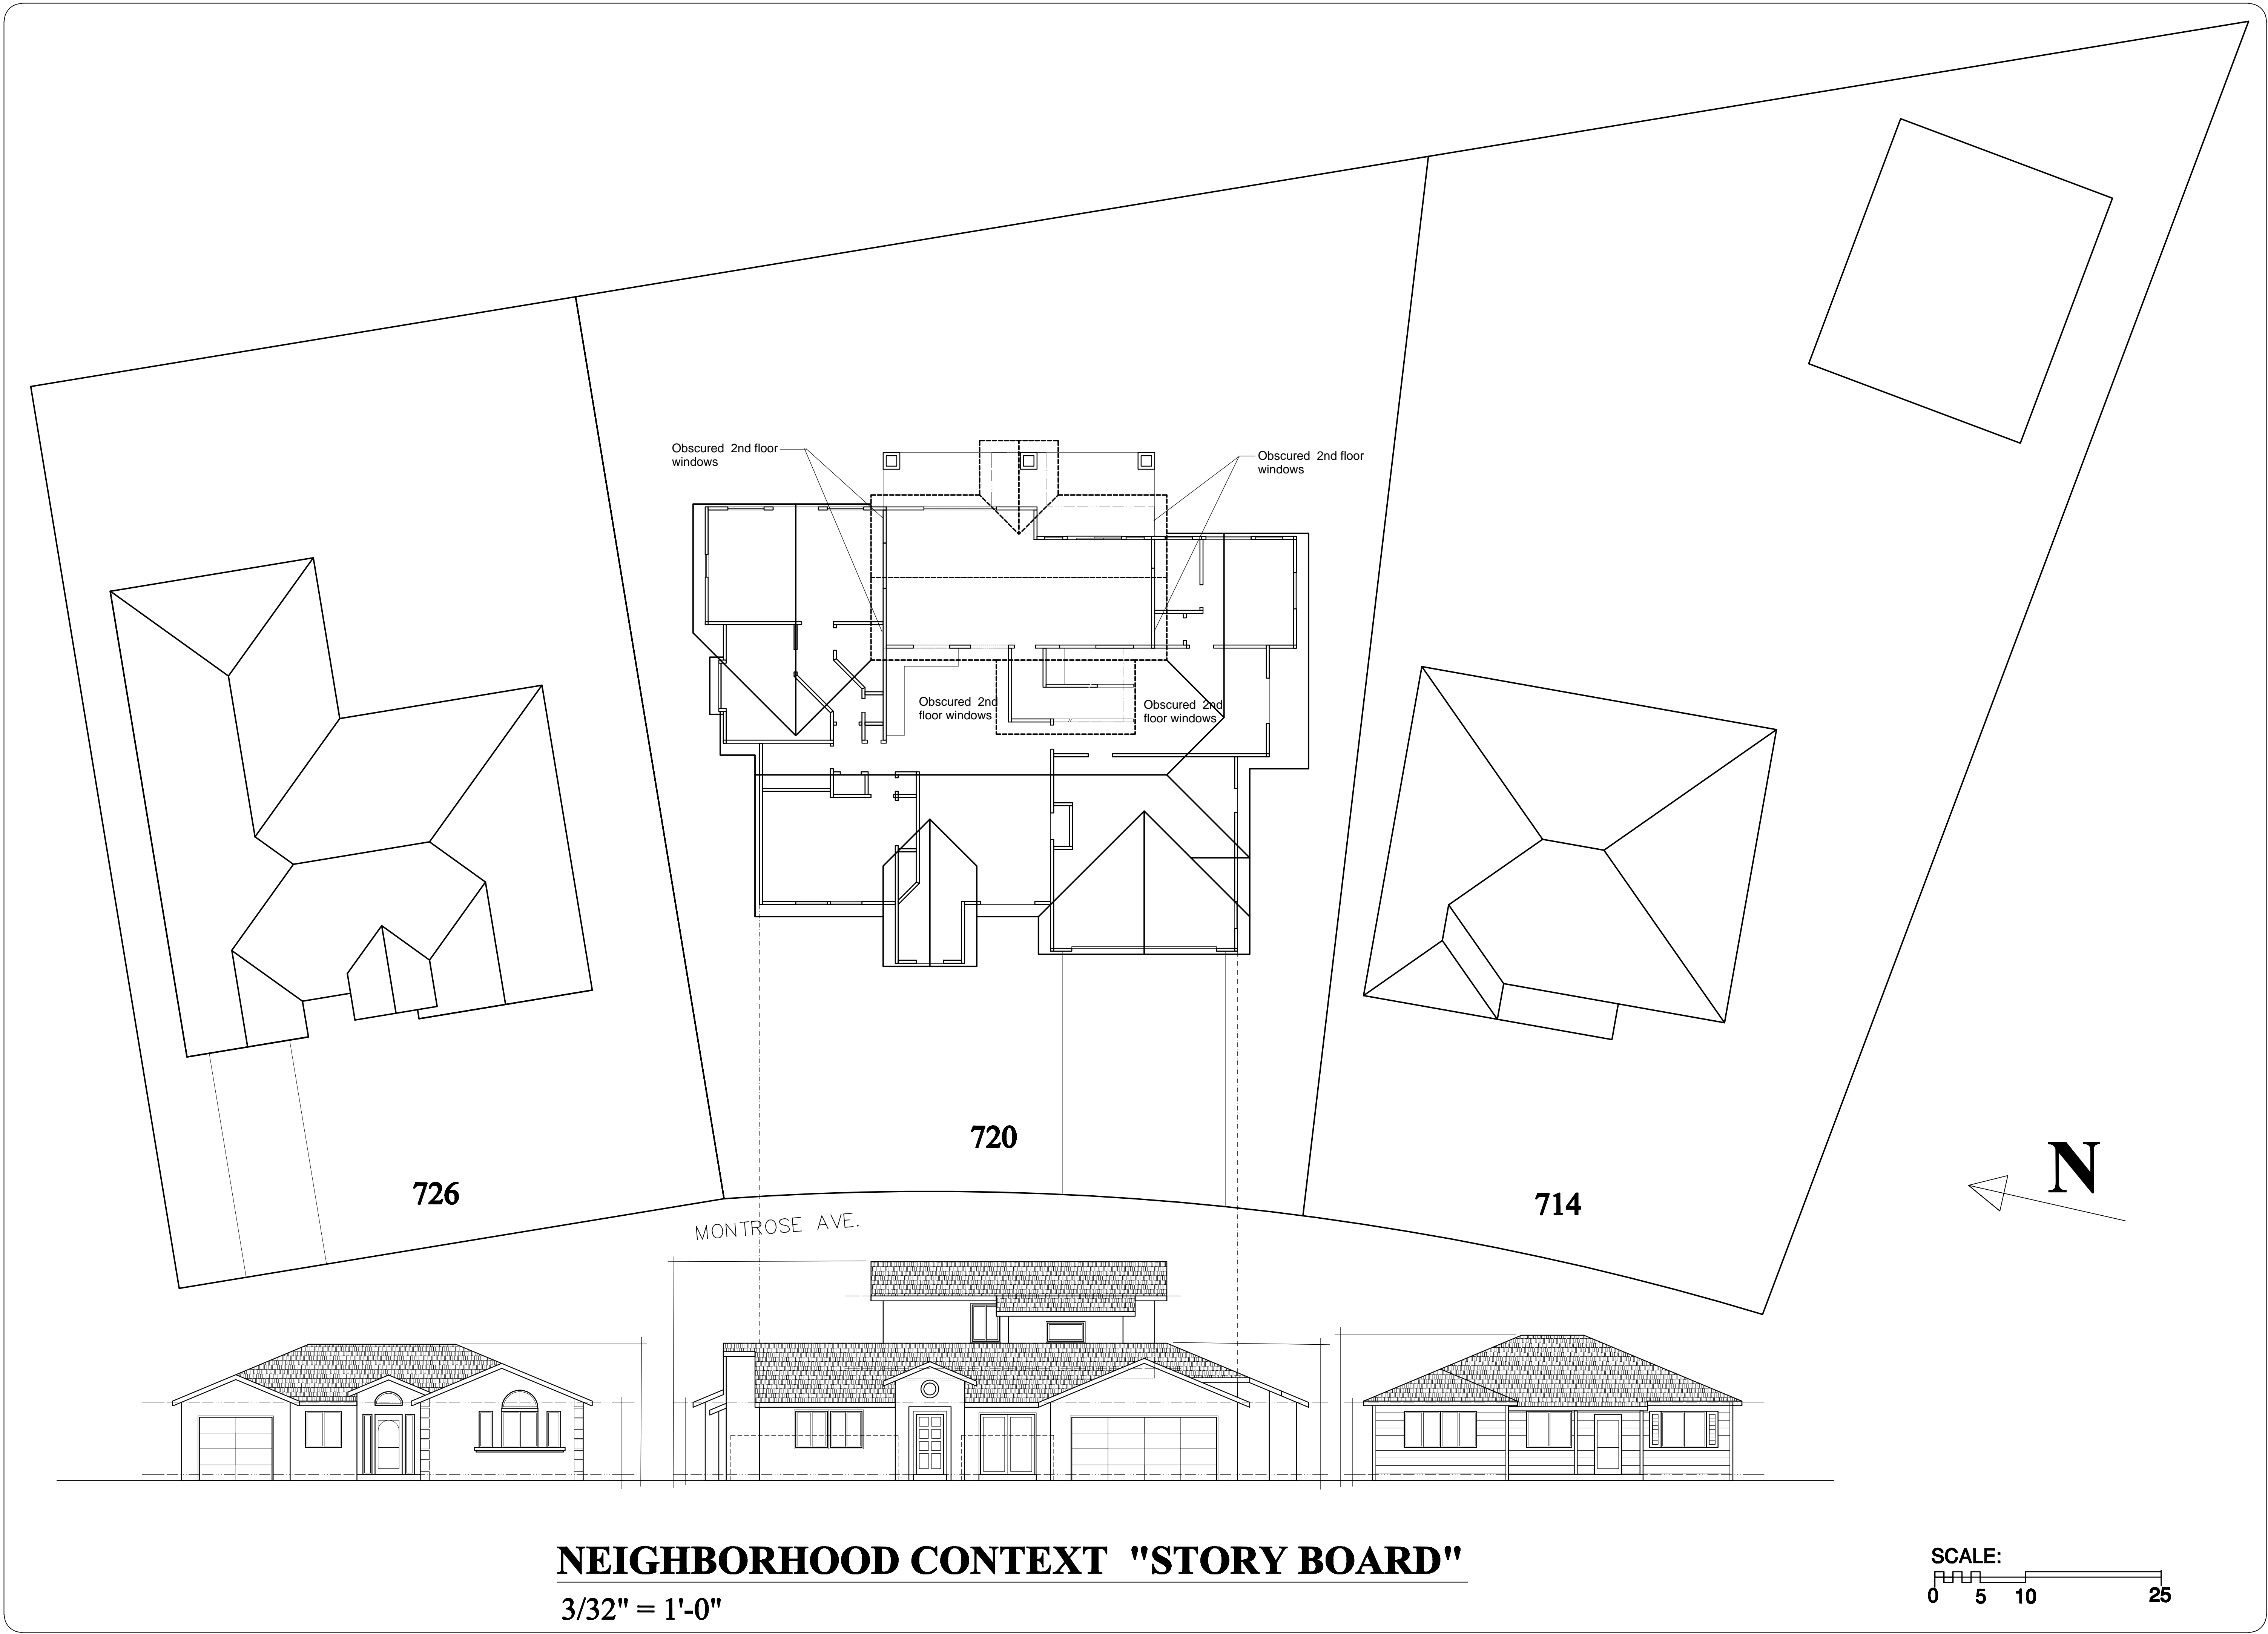 Obscured 2nd floor
windows
Obscured 2nd floor
windows
Obscured 2nd
floor windows
Obscured 2nd
floor windows
720
726
714
N
MONTROSE AVE.
NEIGHBORHOOD CONTEXT "STORY BOARD"
3/32" = 1'-0"
SCALE:
0 5 10 25